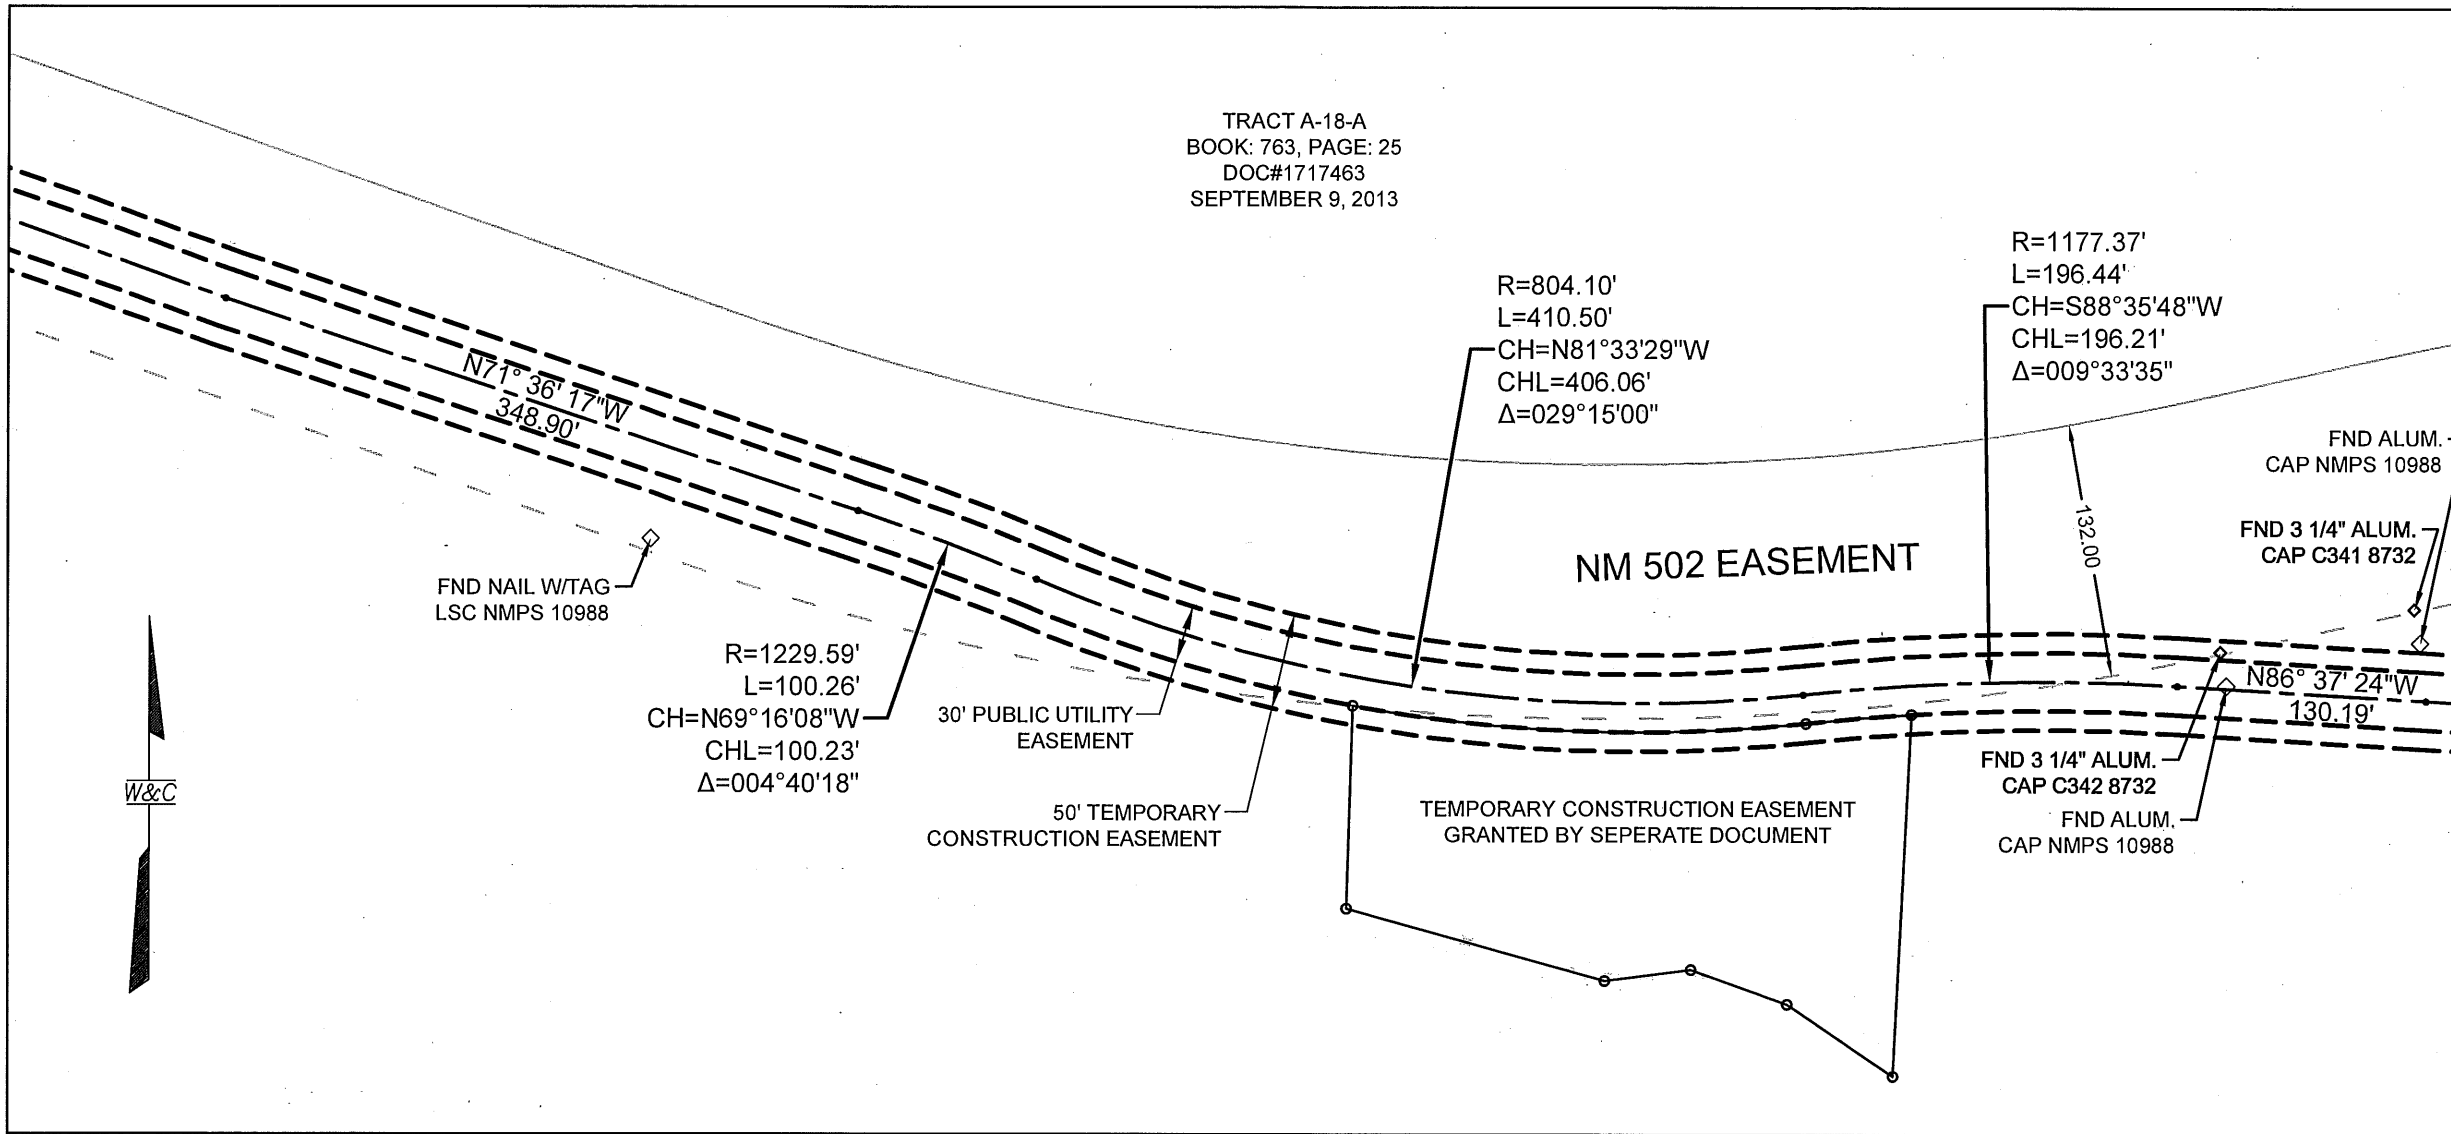 TRACT A-18-A
BOOK: 763, PAGE: 25
DOC#1717463
SEPTEMBER 9, 2013
R=1177.37'
L=196.44'
CH=S88°35'48"W
CHL=196.21'
Δ=009°33'35"
R=804.10'
L=410.50'
CH=N81°33'29"W
CHL=406.06'
Δ=029°15'00"
N71° 36' 17"W
348.90'
FND ALUM.
CAP NMPS 10988
FND 3 1/4" ALUM.
CAP C341 8732
132.00
NM 502 EASEMENT
FND NAIL W/TAG
LSC NMPS 10988
R=1229.59'
L=100.26'
CH=N69°16'08"W
CHL=100.23'
Δ=004°40'18"
30' PUBLIC UTILITY
EASEMENT
N86° 37' 24"W
130.19'
FND 3 1/4" ALUM.
CAP C342 8732
W&C
50' TEMPORARY
CONSTRUCTION EASEMENT
TEMPORARY CONSTRUCTION EASEMENT
GRANTED BY SEPERATE DOCUMENT
FND ALUM.
CAP NMPS 10988